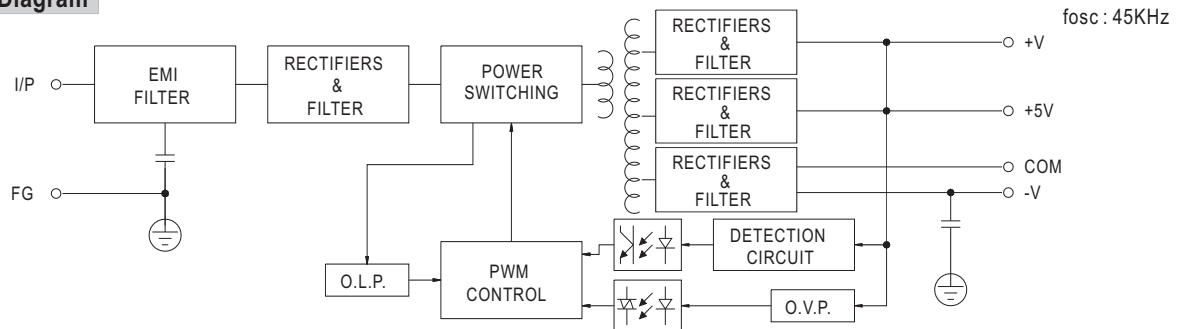 Diagram
fosc : 45KHz
I/P
EMI
FILTER
RECTIFIERS
&
FILTER
POWER
SWITCHING
RECTIFIERS
&
FILTER
+V
RECTIFIERS
&
FILTER
+5V
RECTIFIERS
&
FILTER
COM
-V
FG
O.L.P.
PWM
CONTROL
DETECTION
CIRCUIT
O.V.P.